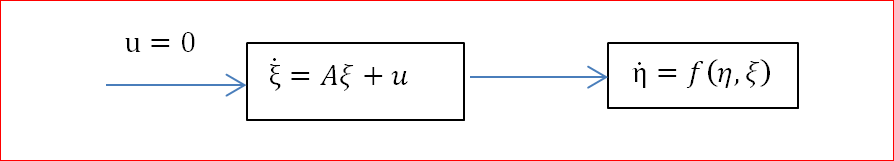 u = 0
ξ̇ = Aξ + u
η̇ = f(η, ξ)